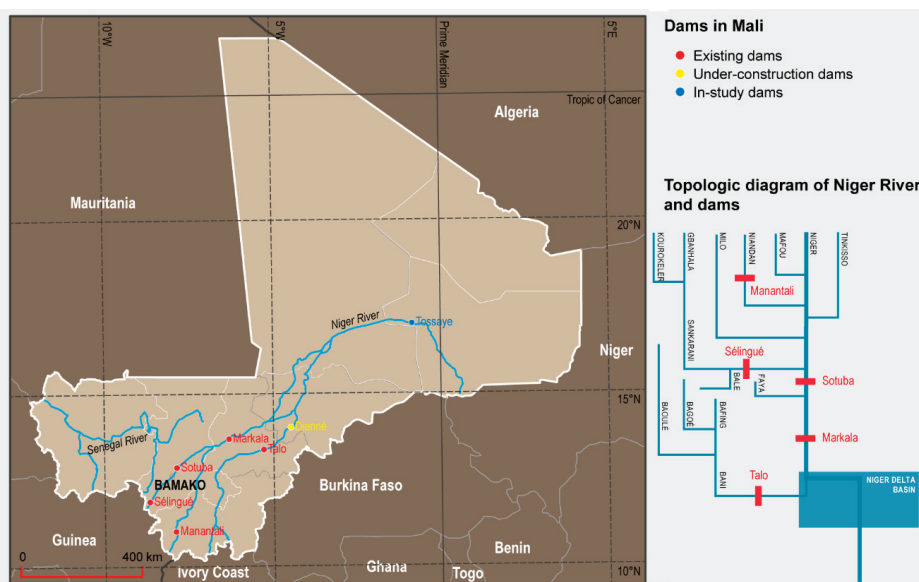 10°W
5°W
Prime Meridian
5°E
Tropic of Cancer
Algeria
Mauritania
20°N
Niger River
Tossaye
Niger
15°N
Senegal River
Markala
Djenné
Talo
Sotuba
BAMAKO
Sélingué
Burkina Faso
Manantali
Guinea
Benin
0
400 km
Ivory Coast
Ghana
Togo
10°N
Dams in Mali
Existing dams
Under-construction dams
In-study dams
Topologic diagram of Niger River
and dams
KOUROKELER
GBANHALA
MILO
NIANDAN
MAFOU
NIGER
TINKISSO
Manantali
SANKARANI
Sélingué
BALE
FAYA
Sotuba
BAOULE
BAGOÉ
BAFING
Markala
BANI
Talo
NIGER DELTA
BASIN